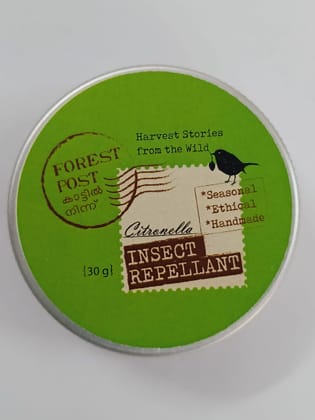 Harvest Stories
from the Wild
FOREST
POST
കാട്ടിൽ
നിന്ന്
*Seasonal
*Ethical
*Handmade
Citronella
INSECT
REPELLANT
{30 g}